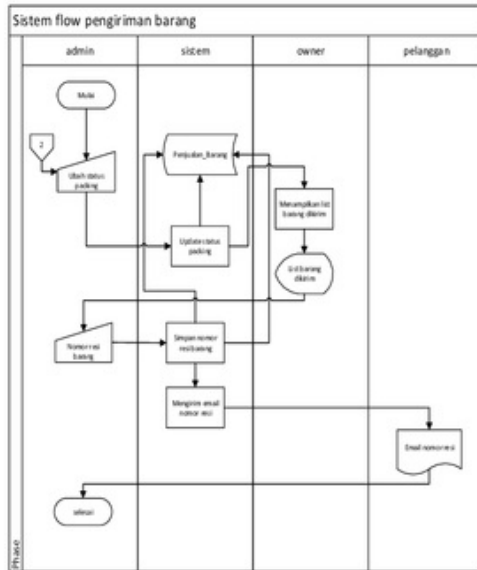 Sistem flow pengiriman barang
admin
sistem
owner
pelanggan
Mulai
2
Ubah status
packing
Penjualan_Barang
Update status
packing
Menampilkan list
barang dikirim
List barang
dikirim
Nomor resi
barang
Simpan nomor
resi barang
Mengirim email
nomor resi
Email nomor resi
selesai
Phase